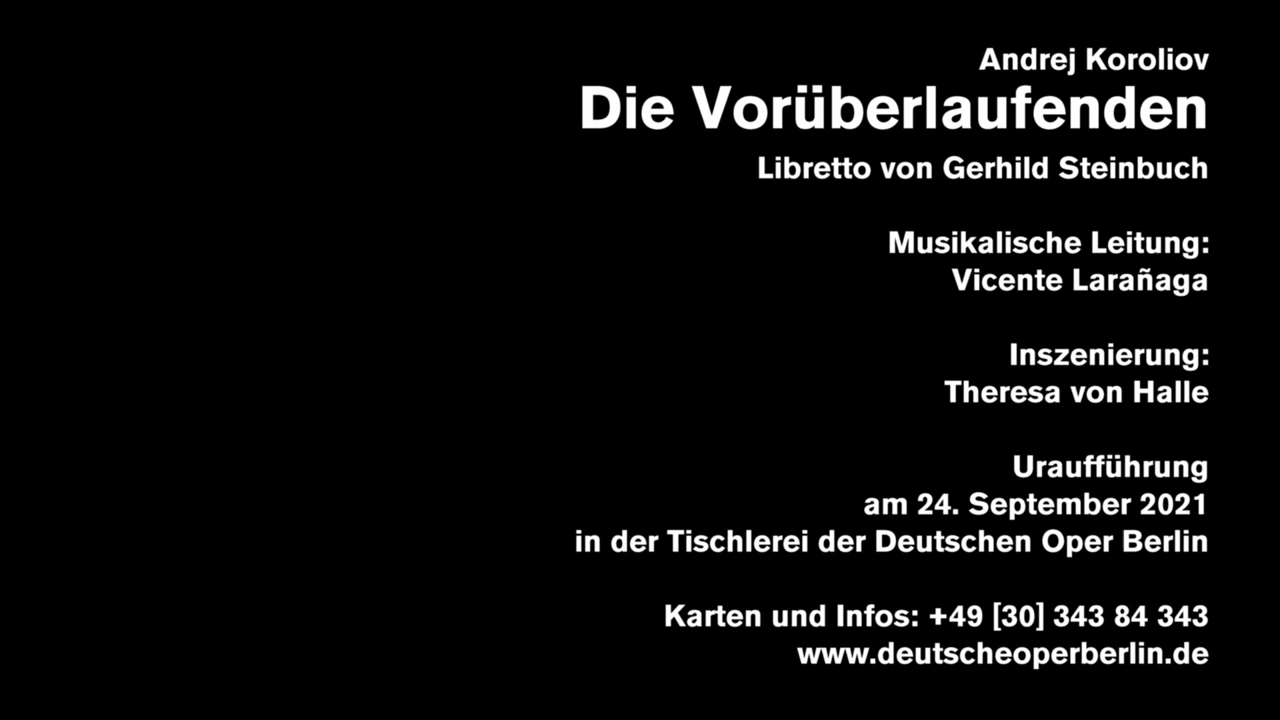 Andrej Koroliov
Die Vorüberlaufenden
Libretto von Gerhild Steinbuch
Musikalische Leitung:
Vicente Larañaga
Inszenierung:
Theresa von Halle
Uraufführung
am 24. September 2021
in der Tischlerei der Deutschen Oper Berlin
Karten und Infos: +49 [30] 343 84 343
www.deutscheoperberlin.de